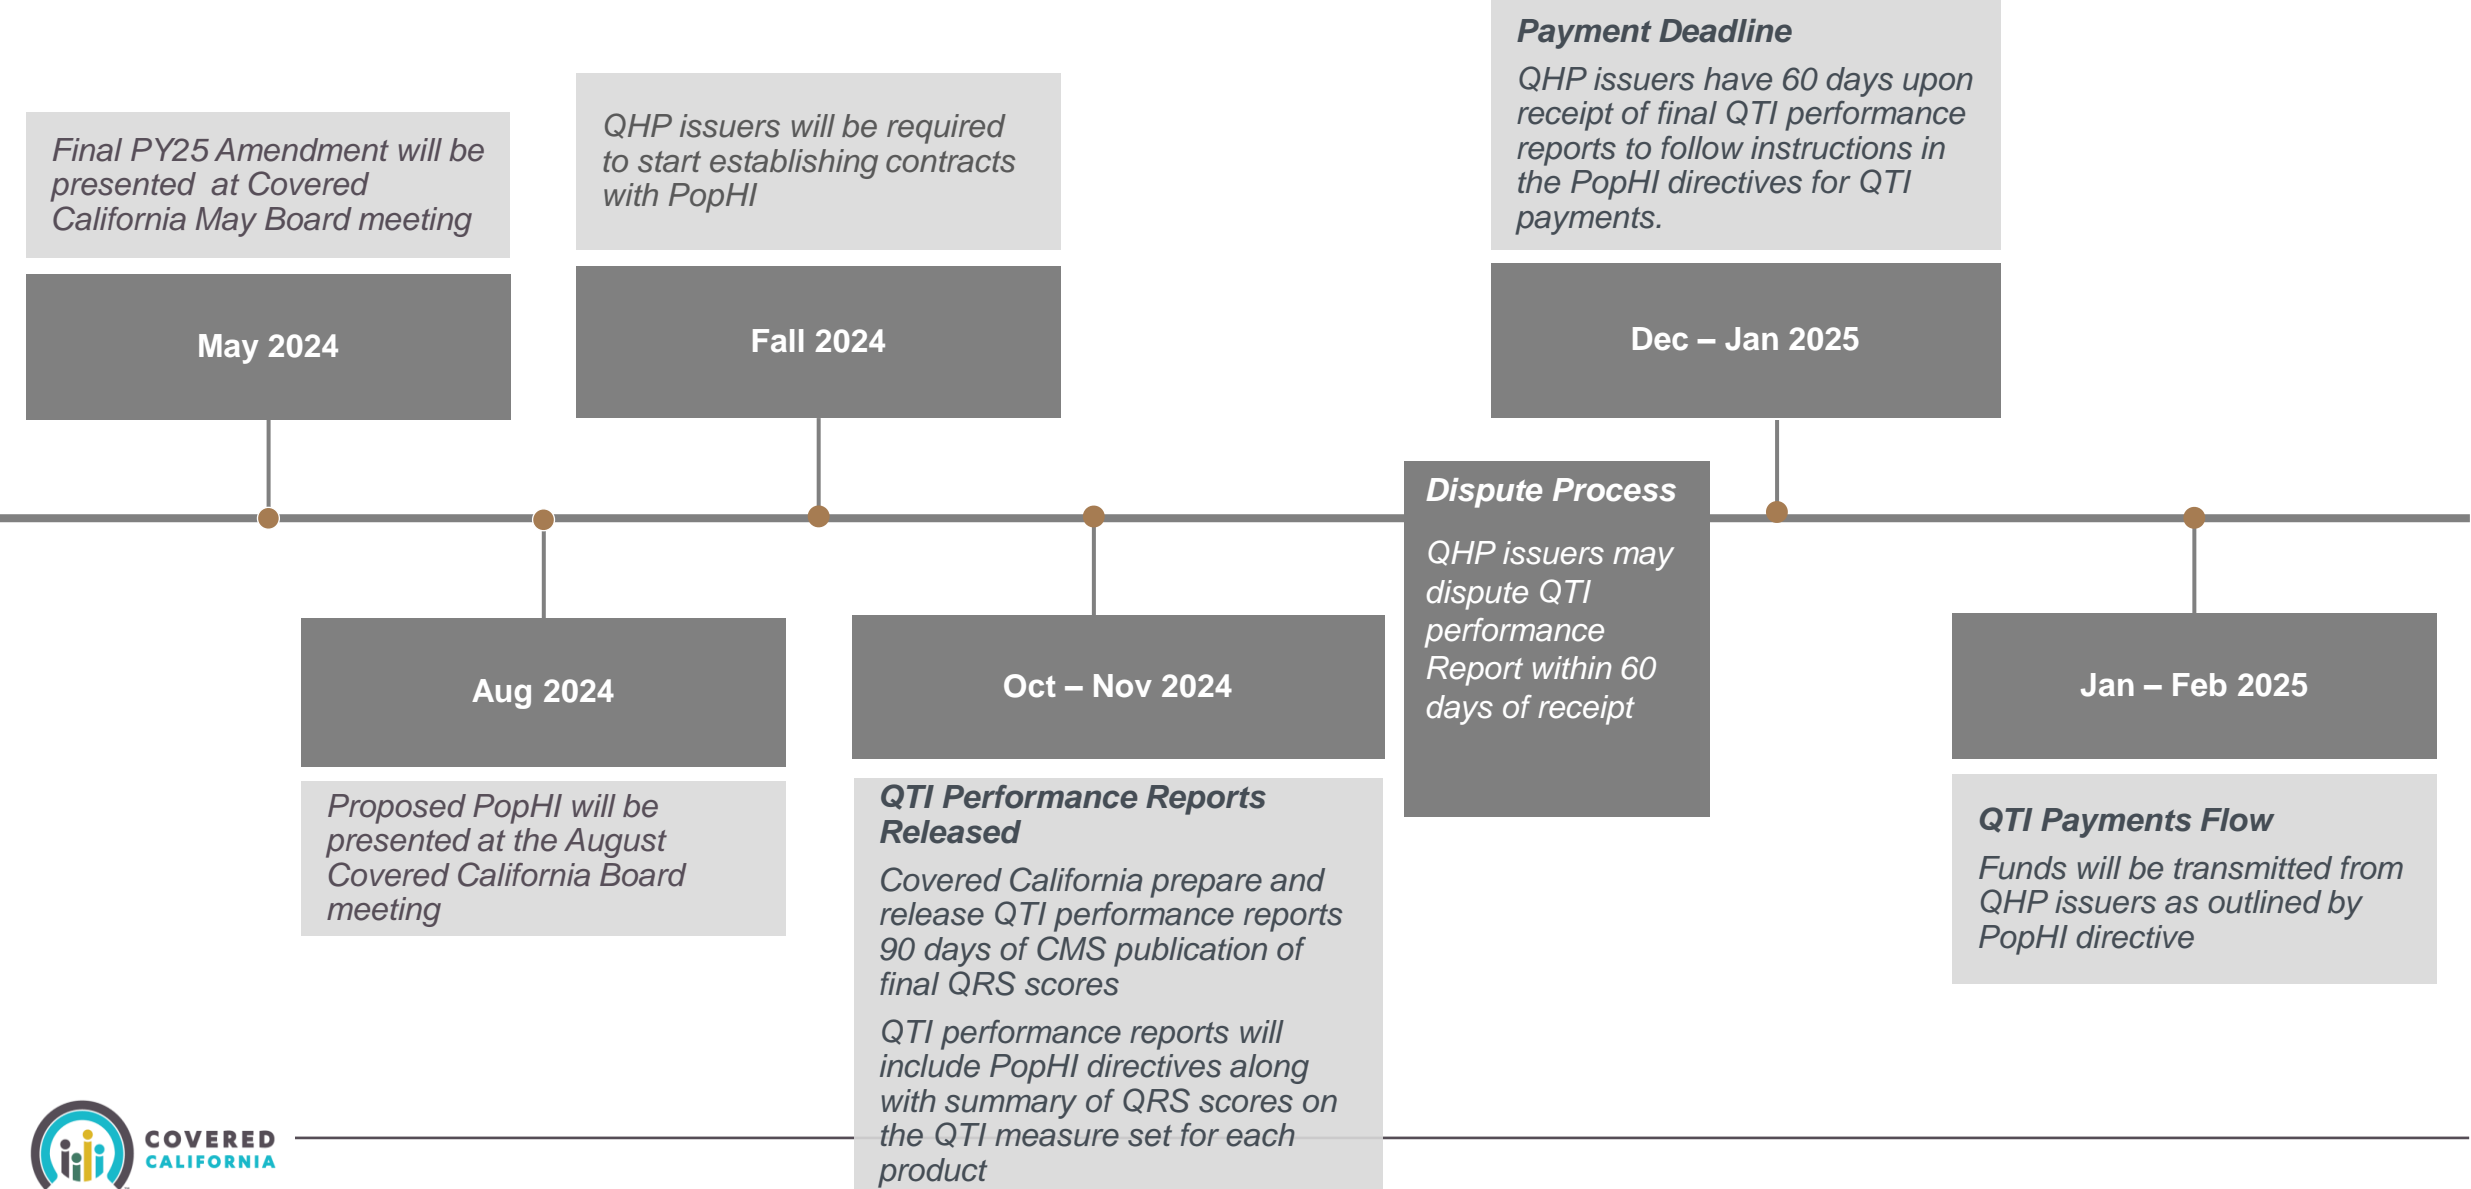 Final PY25 Amendment will be
presented  at Covered
California May Board meeting
May 2024
Proposed PopHI will be
presented at the August
Covered California Board
meeting
Aug 2024
QHP issuers will be required
to start establishing contracts
with PopHI
Fall 2024
Oct – Nov 2024
QTI Performance Reports
Released
Covered California prepare and
release QTI performance reports
90 days of CMS publication of
final QRS scores
QTI performance reports will
include PopHI directives along
with summary of QRS scores on
the QTI measure set for each
product
Dispute Process
QHP issuers may
dispute QTI
performance
Report within 60
days of receipt
Payment Deadline
QHP issuers have 60 days upon
receipt of final QTI performance
reports to follow instructions in
the PopHI directives for QTI
payments.
Dec – Jan 2025
Jan – Feb 2025
QTI Payments Flow
Funds will be transmitted from
QHP issuers as outlined by
PopHI directive
COVERED
CALIFORNIA